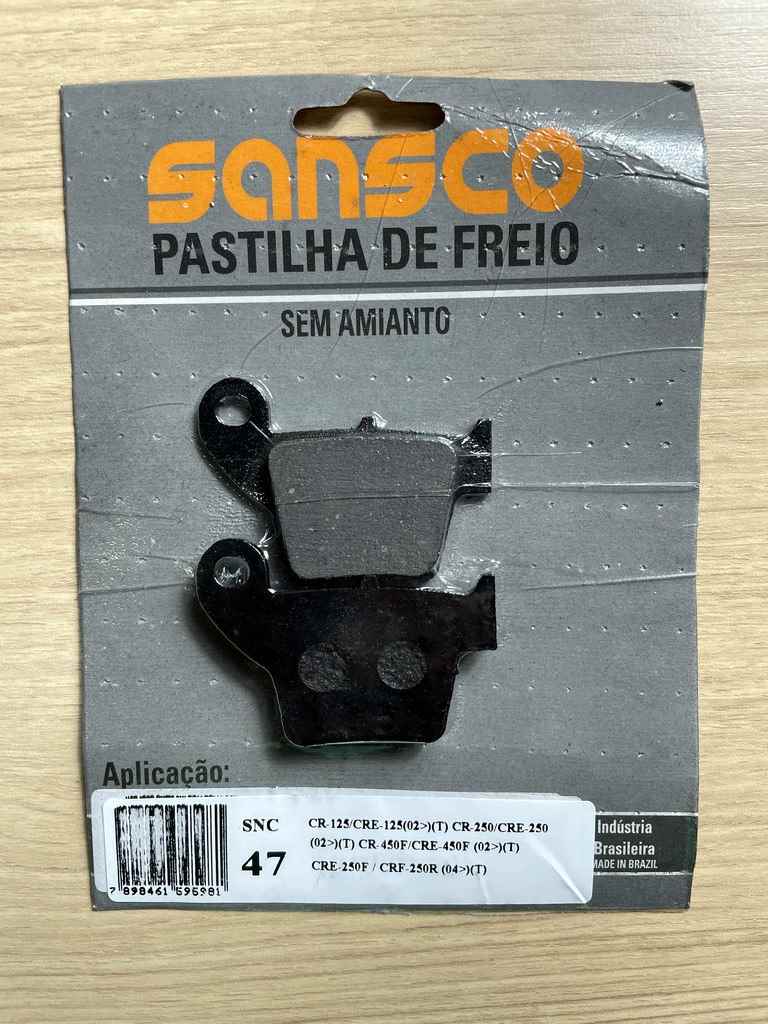 sansco
PASTILHA DE FREIO
SEM AMIANTO
Aplicação:
SNC
47
CR-125/CRE-125(02>)(T) CR-250/CRE-250
(02>)(T) CR-450F/CRE-450F (02>)(T)
CRE-250F / CRF-250R (04>)(T)
7 898461 595981
Indústria
Brasileira
MADE IN BRAZIL